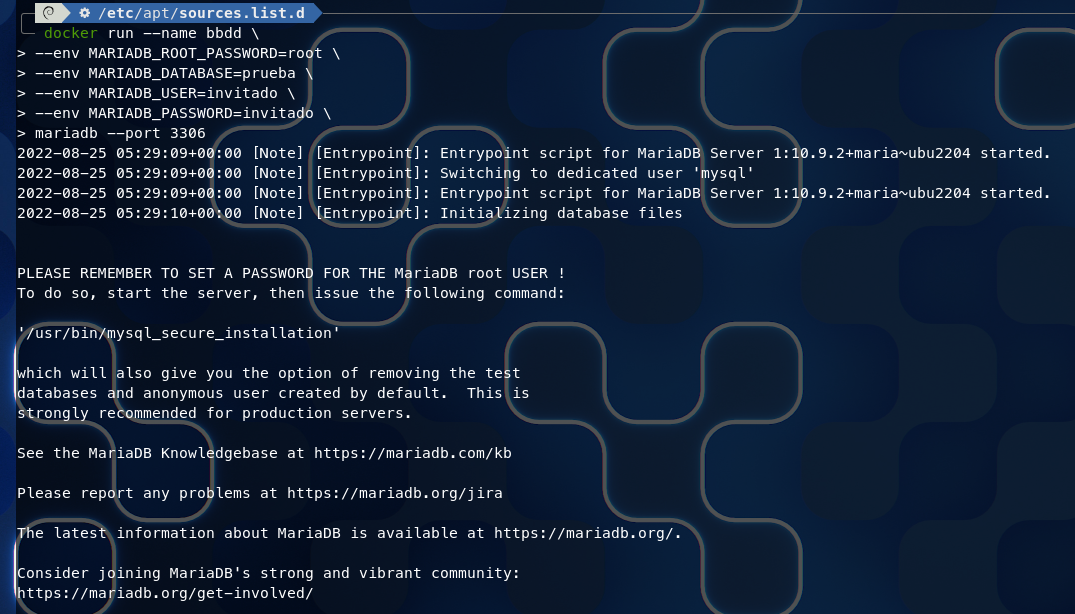 /etc/apt/sources.list.d
docker run --name bbdd \
> --env MARIADB_ROOT_PASSWORD=root \
> --env MARIADB_DATABASE=prueba \
> --env MARIADB_USER=invitado \
> --env MARIADB_PASSWORD=invitado \
> mariadb --port 3306
2022-08-25 05:29:09+00:00 [Note] [Entrypoint]: Entrypoint script for MariaDB Server 1:10.9.2+maria~ubu2204 started.
2022-08-25 05:29:09+00:00 [Note] [Entrypoint]: Switching to dedicated user 'mysql'
2022-08-25 05:29:09+00:00 [Note] [Entrypoint]: Entrypoint script for MariaDB Server 1:10.9.2+maria~ubu2204 started.
2022-08-25 05:29:10+00:00 [Note] [Entrypoint]: Initializing database files
PLEASE REMEMBER TO SET A PASSWORD FOR THE MariaDB root USER !
To do so, start the server, then issue the following command:
'/usr/bin/mysql_secure_installation'
which will also give you the option of removing the test
databases and anonymous user created by default.  This is
strongly recommended for production servers.
See the MariaDB Knowledgebase at https://mariadb.com/kb
Please report any problems at https://mariadb.org/jira
The latest information about MariaDB is available at https://mariadb.org/.
Consider joining MariaDB's strong and vibrant community:
https://mariadb.org/get-involved/